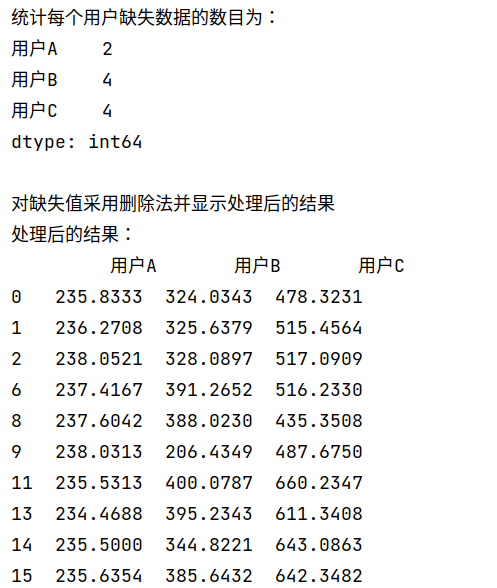 统计每个用户缺失数据的数目为：
用户A    2
用户B    4
用户C    4
dtype: int64
对缺失值采用删除法并显示处理后的结果
处理后的结果：
用户A       用户B       用户C
0   235.8333  324.0343  478.3231
1   236.2708  325.6379  515.4564
2   238.0521  328.0897  517.0909
6   237.4167  391.2652  516.2330
8   237.6042  388.0230  435.3508
9   238.0313  206.4349  487.6750
11  235.5313  400.0787  660.2347
13  234.4688  395.2343  611.3408
14  235.5000  344.8221  643.0863
15  235.6354  385.6432  642.3482